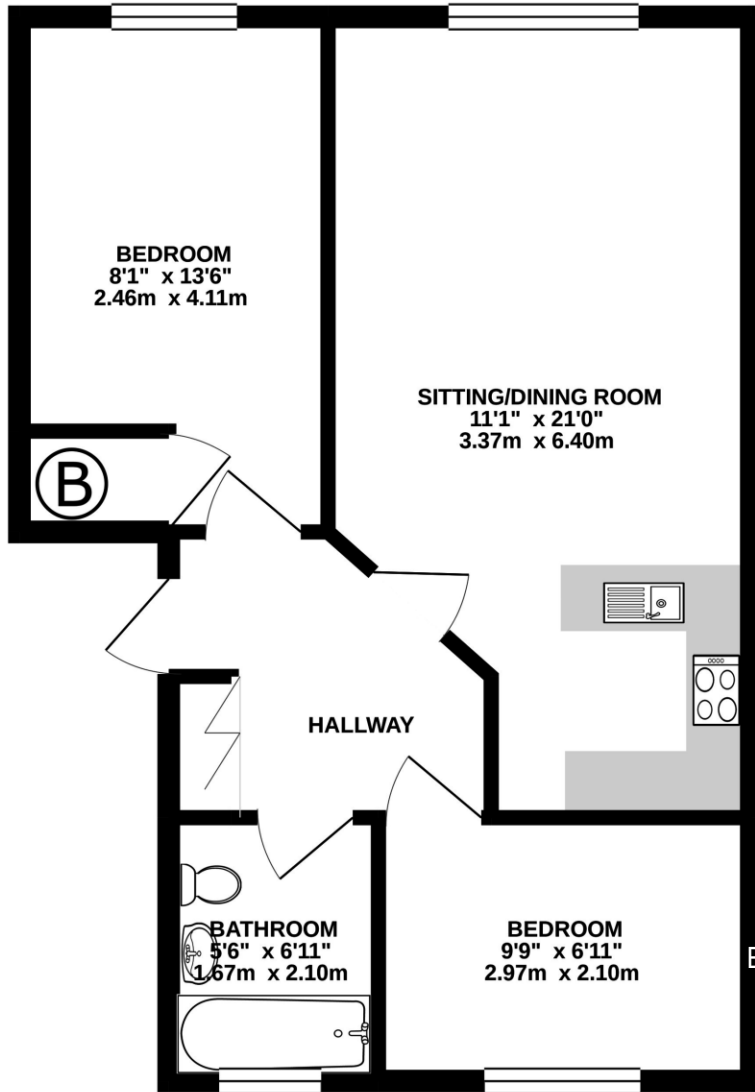 BEDROOM
8'1" x 13'6"
2.46m x 4.11m
SITTING/DINING ROOM
11'1" x 21'0"
3.37m x 6.40m
B
HALLWAY
BATHROOM
5'6" x 6'11"
1.67m x 2.10m
BEDROOM
9'9" x 6'11"
2.97m x 2.10m